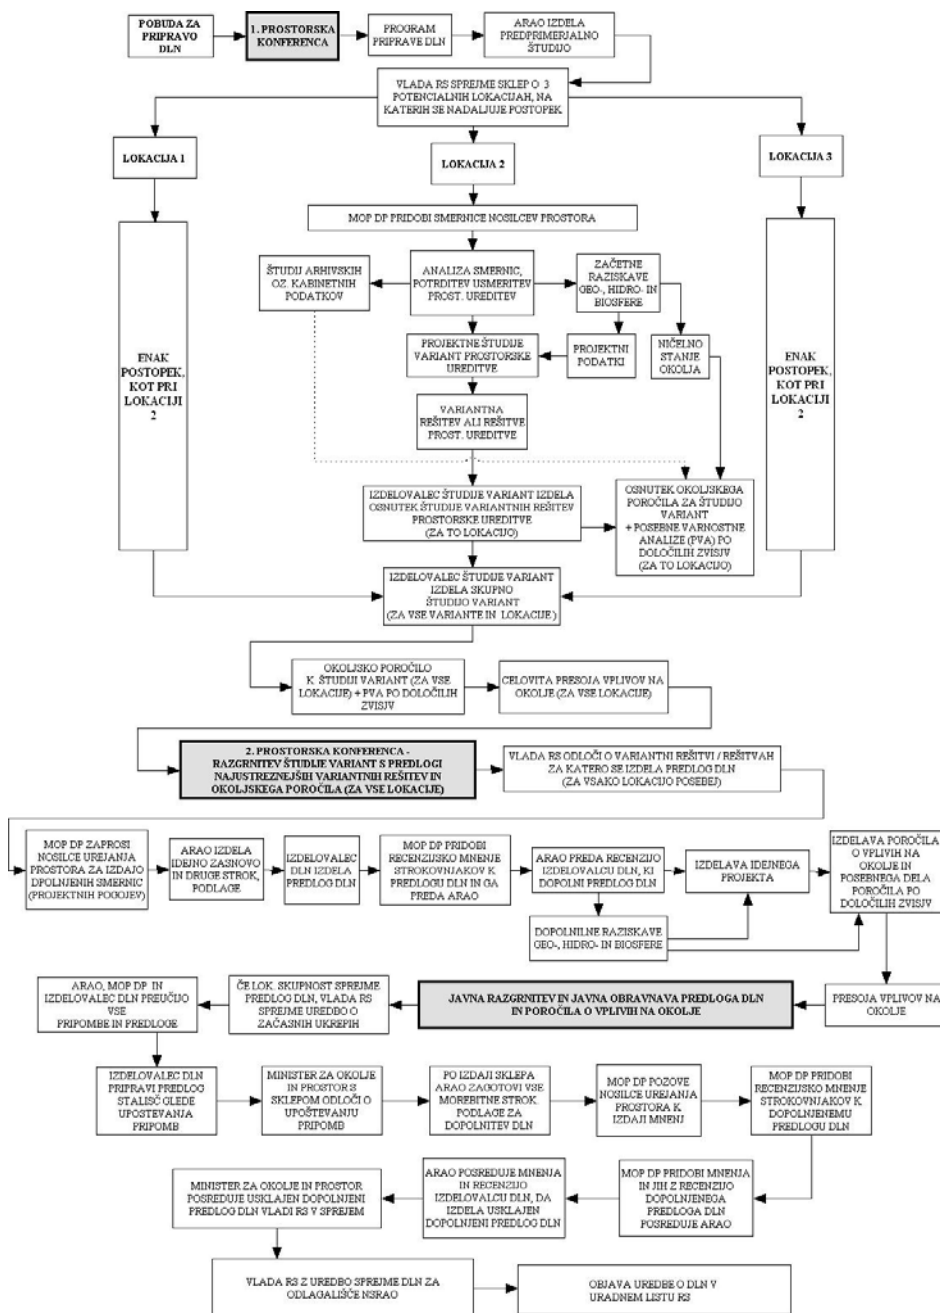 POBUDA ZA
PRIPRAVO
DLN
1. PROSTORSKA
KONFERENCA
PROGRAM
PRIPRAVE DLN
ARAO IZDELA
PREDPRIMERJALNO
ŠTUDIJO
VLADA RS SPREJME SKLEP O 3
POTENCIALNIH LOKACIJAH, NA
KATERIH SE NADALJUJE POSTOPEK
LOKACIJA 1
LOKACIJA 2
LOKACIJA 3
MOP DP PRIDOBI SMERNICE NOSILCEV PROSTORA
ŠTUDIJ ARHIVSKIH
OZ. KABINETNIH
PODATKOV
ANALIZA SMERNIC,
POTRDITEV USMERITEV
PROST. UREDITEV
ZAČETNE
RAZISKAVE
GEO-, HIDRO- IN
BIOSFERE
PROJEKTNE ŠTUDIJE
VARIANT PROSTORSKE
UREDITVE
PROJEKTNI
PODATKI
NIČELNO
STANJE
OKOLJA
ENAK
POSTOPEK,
KOT PRI
LOKACIJI
2
ENAK
POSTOPEK,
KOT PRI
LOKACIJI
2
VARIANTNA
REŠITEV ALI REŠITVE
PROST. UREDITVE
IZDELOVALEC ŠTUDIJE VARIANT IZDELA
OSNUTEK ŠTUDIJE VARIANTNIH REŠITEV
PROSTORSKE UREDITVE
(ZA TO LOKACIJO)
OSNUTEK OKOLJSKEGA
POROČILA ZA ŠTUDIJO
VARIANT
+ POSEBNE VARNOSTNE
ANALIZE (PVA) PO
DOLOČILIH ZVISJV
(ZA TO LOKACIJO)
IZDELOVALEC ŠTUDIJE VARIANT
IZDELA SKUPNO
ŠTUDIJO VARIANT
(ZA VSE VARIANTE IN LOKACIJE)
OKOLJSKO POROČILO
K ŠTUDIJI VARIANT (ZA VSE
LOKACIJE) + PVA PO DOLOČILIH
ZVISJV
CELOVITA PRESOJA VPLIVOV NA
OKOLJE (ZA VSE LOKACIJE)
2. PROSTORSKA KONFERENCA -
RAZGRNITEV ŠTUDIJE VARIANT S PREDLOGI
NAJUSTREZNEJŠIH VARIANTNIH REŠITEV IN
OKOLJSKEGA POROČILA (ZA VSE LOKACIJE)
VLADA RS ODLOČI O VARIANTNI REŠITVI / REŠITVAH
ZA KATERO SE IZDELA PREDLOG DLN
(ZA VSAKO LOKACIJO POSEBEJ)
MOP DP ZAPROSI
NOSILCE UREJANJA
PROSTORA ZA IZDAJO
DPOLNJENIH SMERNIC
(PROJEKTNIH POGOJEV)
ARAO IZDELA
IDEJNO ZASNOVO
IN DRUGE STROK.
PODLAGE
IZDELOVALEC
DLN IZDELA
PREDLOG DLN
MOP DP PRIDOBI
RECENZIJSKO MNENJE
STROKOVNJAKOV K
PREDLOGU DLN IN GA
PREDA ARAO
ARAO PREDA RECENZIJO
IZDELOVALCU DLN, KI
DOPOLNI PREDLOG DLN
IZDELAVA IDEJNEGA
PROJEKTA
IZDELAVA POROČILA
O VPLIVIH NA
OKOLJE IN
POSEBNEGA DELA
POROČILA PO
DOLOČILIH ZVISJV
DOPOLNILNE RAZISKAVE
GEO-, HIDRO- IN BIOSFERE
ARAO, MOP DP IN
IZDELOVALEC DLN PREUČIJO
VSE
PRIPOMBE IN PREDLOGE
ČE LOK. SKUPNOST SPREJME
PREDLOG DLN, VLADA RS
SPREJME UREDBO O
ZAČASNIH UKREPIH
JAVNA RAZGRNITEV IN JAVNA OBRAVNAVA PREDLOGA DLN
IN POROČILA O VPLIVIH NA OKOLJE
PRESOJA VPLIVOV NA
OKOLJE
IZDELOVALEC DLN
PRIPRAVI PREDLOG
STALIŠČ GLEDE
UPOSTEVANJA
PRIPOMB
MINISTER ZA OKOLJE
IN PROSTOR S
SKLEPOM ODLOČI O
UPOŠTEVANJU
PRIPOMB
PO IZDAJI SKLEPA
ARAO ZAGOTOVI VSE
MOREBITNE STROK.
PODLAGE ZA
DOPOLNITEV DLN
MOP DP POZOVE
NOSILCE UREJANJA
PROSTORA K
IZDAJI MNENJ
MOP DP PRIDOBI
RECENZIJSKO MNENJE
STROKOVNJAKOV K
DOPOLNJENEMU
PREDLOGU DLN
MINISTER ZA OKOLJE IN PROSTOR
POSREDUJE USKLAJEN DOPOLNJENI
PREDLOG DLN VLADI RS V SPREJEM
ARAO POSREDUJE MNENJA
IN RECENZIJO
IZDELOVALCU DLN, DA
IZDELA USKLAJEN
DOPOLNJENI PREDLOG DLN
MOP DP PRIDOBI MNENJA
IN JIH Z RECENZIJO
DOPOLNJENEGA
PREDLOGA DLN
POSREDUJE ARAO
VLADA RS Z UREDBO SPREJME DLN ZA
ODLAGALIŠČE NSRAO
OBJAVA UREDBE O DLN V
URADNEM LISTU RS